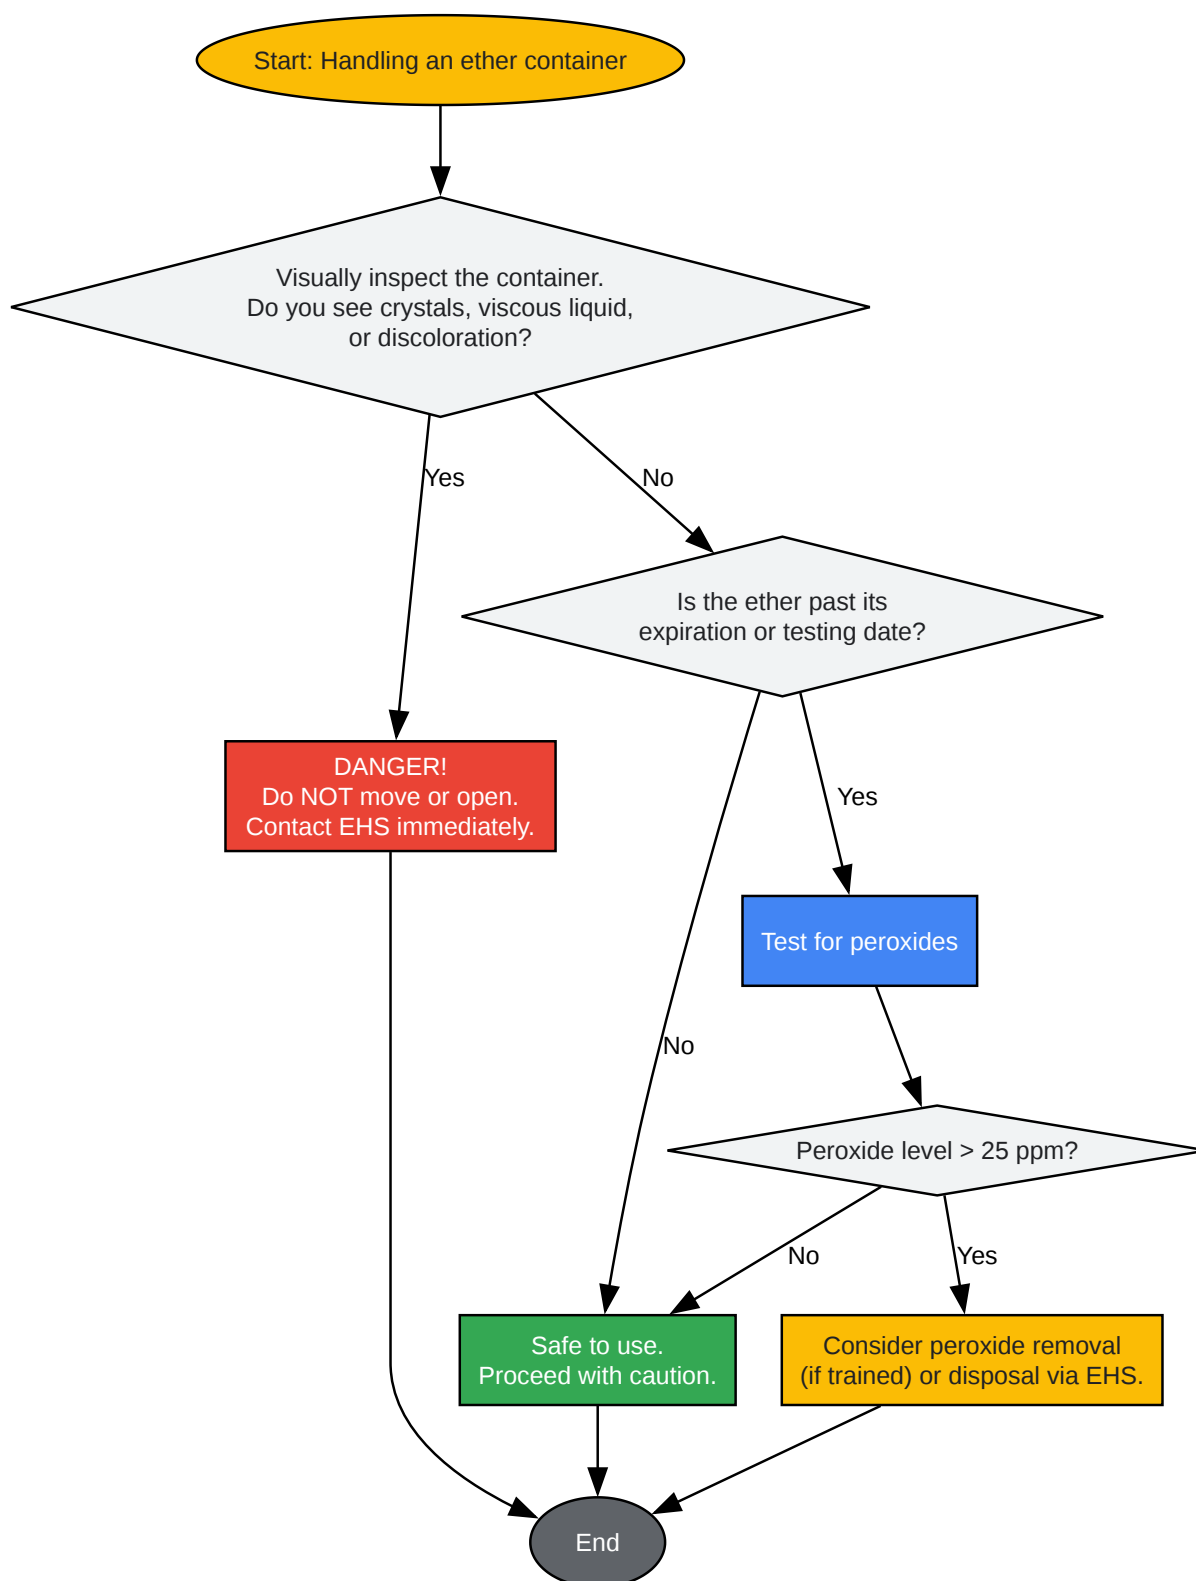 Start: Handling an ether container
Visually inspect the container.
Do you see crystals, viscous liquid,
or discoloration?
Yes
No
Is the ether past its
expiration or testing date?
DANGER!
Do NOT move or open.
Contact EHS immediately.
Yes
Test for peroxides
No
Peroxide level > 25 ppm?
No
Yes
Safe to use.
Proceed with caution.
Consider peroxide removal
(if trained) or disposal via EHS.
End